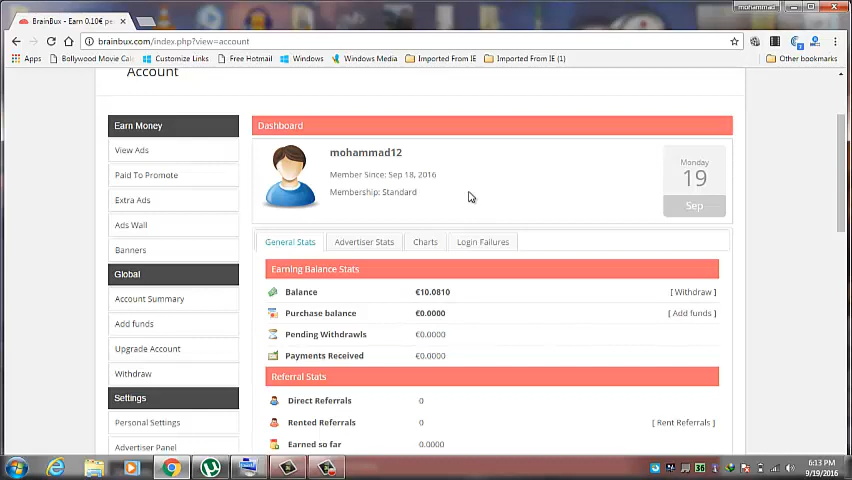 mohammad
BrainBux - Earn 0.10€ pe
brainbux.com/index.php?view=account
Apps Bollywood Movie Cal Customize Links Free Hotmail Windows Windows Media Imported From IE Imported From IE (1) Other bookmarks
Account
Earn Money
View Ads
Paid To Promote
Extra Ads
Ads Wall
Banners
Global
Account Summary
Add funds
Upgrade Account
Withdraw
Settings
Personal Settings
Advertiser Panel
Dashboard
mohammad12
Member Since: Sep 18, 2016
Membership: Standard
Monday
19
Sep
General Stats Advertiser Stats Charts Login Failures
Earning Balance Stats
Balance €10.0810 [ Withdraw ]
Purchase balance €0.0000 [ Add funds ]
Pending Withdrawls €0.0000
Payments Received €0.0000
Referral Stats
Direct Referrals 0
Rented Referrals 0 [ Rent Referrals ]
Earned so far 0.0000
36
6:13 PM
9/19/2016